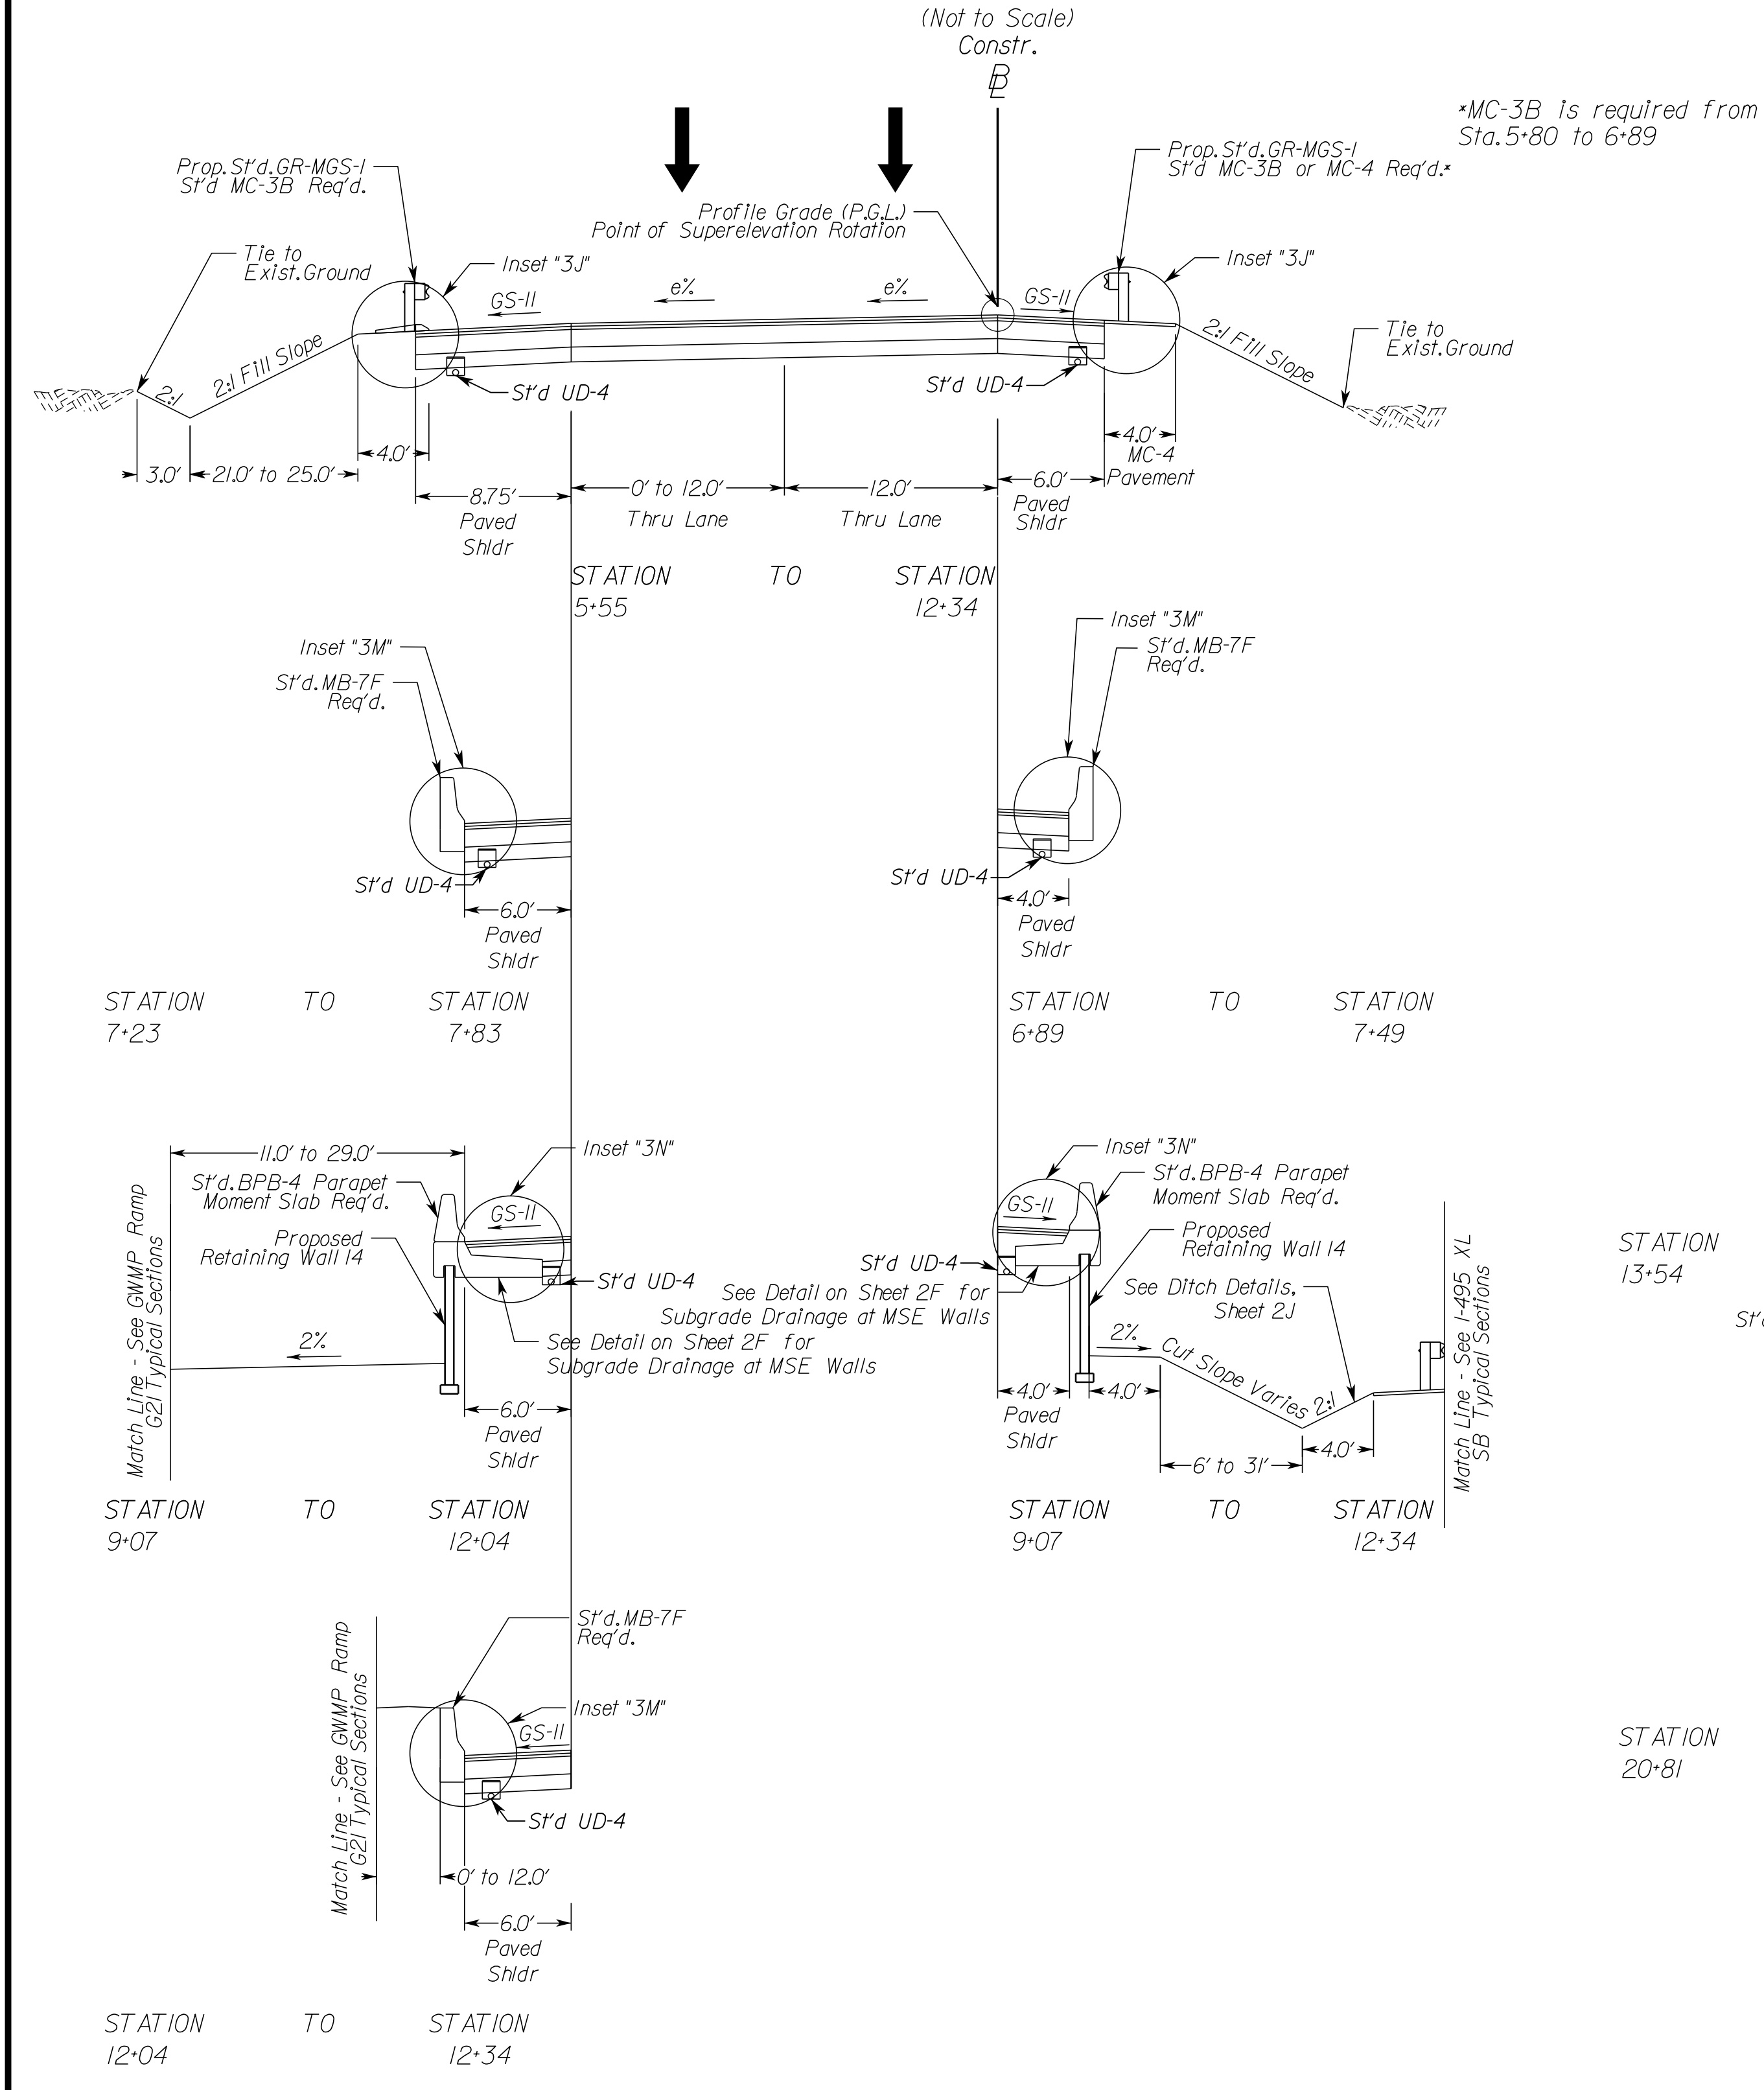 (Not to Scale)
Constr.
*MC-3B is required from
Sta.5+80 to 6+89
Prop.St'd.GR-MGS-1
St'd MC-3B Req'd.
Prop.St'd.GR-MGS-1
St'd MC-3B or MC-4 Req'd.*
Profile Grade (P.G.L.)
Point of Superelevation Rotation
Tie to
Exist.Ground
Inset "3J"
Inset "3J"
GS-11
e%
e%
GS-11
Tie to
Exist.Ground
2:1
2:1 Fill Slope
2:1 Fill Slope
St'd UD-4
St'd UD-4
3.0'
21.0' to 25.0'
4.0'
4.0'
MC-4
Pavement
8.75'
Paved
Shldr
0' to 12.0'
Thru Lane
12.0'
Thru Lane
6.0'
Paved
Shldr
STATION TO STATION
5+55 12+34
Inset "3M"
St'd.MB-7F
Req'd.
Inset "3M"
St'd.MB-7F
Req'd.
St'd UD-4
St'd UD-4
6.0'
Paved
Shldr
4.0'
Paved
Shldr
STATION TO STATION
7+23 7+83
STATION TO STATION
6+89 7+49
11.0' to 29.0'
Inset "3N"
St'd.BPB-4 Parapet
Moment Slab Req'd.
GS-11
Proposed
Retaining Wall 14
St'd UD-4
See Detail on Sheet 2F for
Subgrade Drainage at MSE Walls
2%
Match Line - See GWMP Ramp
G21 Typical Sections
6.0'
Paved
Shldr
Inset "3N"
St'd.BPB-4 Parapet
Moment Slab Req'd.
GS-11
Proposed
Retaining Wall 14
St'd UD-4
See Detail on Sheet 2F for
Subgrade Drainage at MSE Walls
See Ditch Details,
Sheet 2J
2%
Cut Slope Varies
2:1
4.0'
Paved
Shldr
4.0'
6' to 31'
4.0'
Match Line - See I-495 XL
SB Typical Sections
STATION
13+54
STATION TO STATION
9+07 12+04
STATION TO STATION
9+07 12+34
St'd.MB-7F
Req'd.
Inset "3M"
GS-11
St'd UD-4
Match Line - See GWMP Ramp
G21 Typical Sections
0' to 12.0'
6.0'
Paved
Shldr
STATION
20+81
STATION TO STATION
12+04 12+34